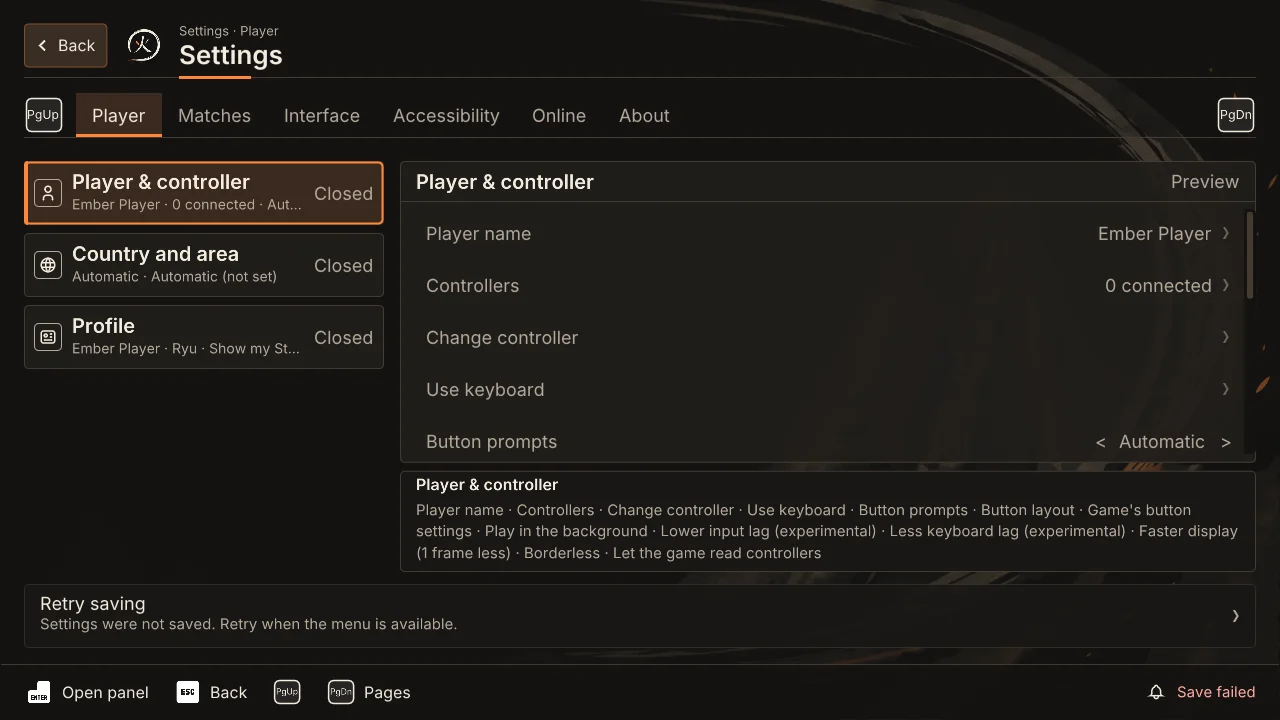 Back
火
Settings · Player
Settings
PgUp
Player
Matches
Interface
Accessibility
Online
About
PgDn
Player & controller
Ember Player · 0 connected · Aut...
Closed
Country and area
Automatic · Automatic (not set)
Closed
Profile
Ember Player · Ryu · Show my St...
Closed
Player & controller
Preview
Player name
Ember Player
Controllers
0 connected
Change controller
Use keyboard
Button prompts
< Automatic >
Player & controller
Player name · Controllers · Change controller · Use keyboard · Button prompts · Button layout · Game's button
settings · Play in the background · Lower input lag (experimental) · Less keyboard lag (experimental) · Faster display
(1 frame less) · Borderless · Let the game read controllers
Retry saving
Settings were not saved. Retry when the menu is available.
ENTER
Open panel
ESC
Back
PgUp
PgDn
Pages
Save failed